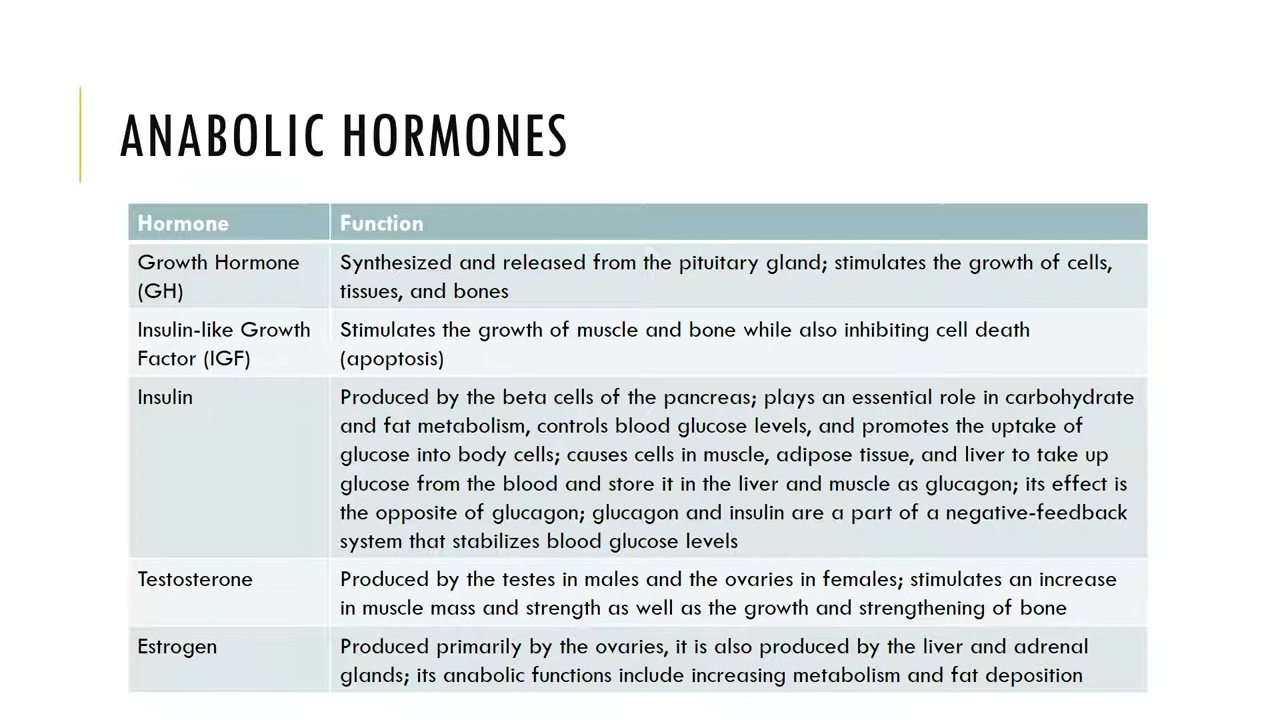 ANABOLIC HORMONES
Hormone
Function
Growth Hormone
(GH)
Synthesized and released from the pituitary gland; stimulates the growth of cells,
tissues, and bones
Insulin-like Growth
Factor (IGF)
Stimulates the growth of muscle and bone while also inhibiting cell death
(apoptosis)
Insulin
Produced by the beta cells of the pancreas; plays an essential role in carbohydrate
and fat metabolism, controls blood glucose levels, and promotes the uptake of
glucose into body cells; causes cells in muscle, adipose tissue, and liver to take up
glucose from the blood and store it in the liver and muscle as glucagon; its effect is
the opposite of glucagon; glucagon and insulin are a part of a negative-feedback
system that stabilizes blood glucose levels
Testosterone
Produced by the testes in males and the ovaries in females; stimulates an increase
in muscle mass and strength as well as the growth and strengthening of bone
Estrogen
Produced primarily by the ovaries, it is also produced by the liver and adrenal
glands; its anabolic functions include increasing metabolism and fat deposition